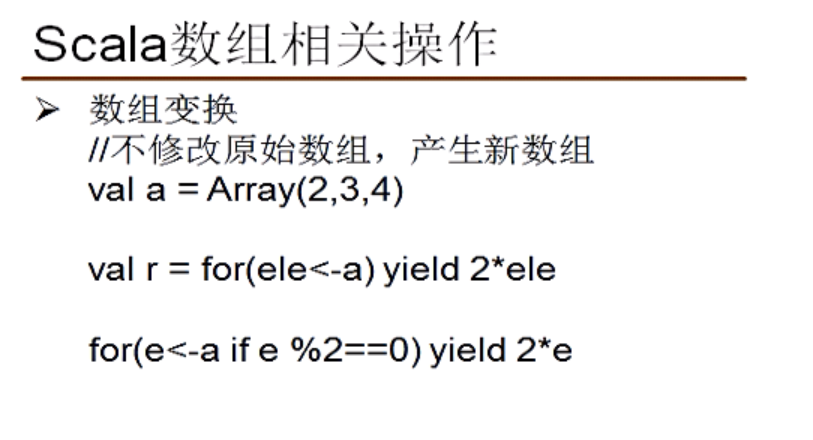 Scala数组相关操作
➢ 数组变换
//不修改原始数组，产生新数组
val a = Array(2,3,4)
val r = for(ele<-a) yield 2*ele
for(e<-a if e %2==0) yield 2*e